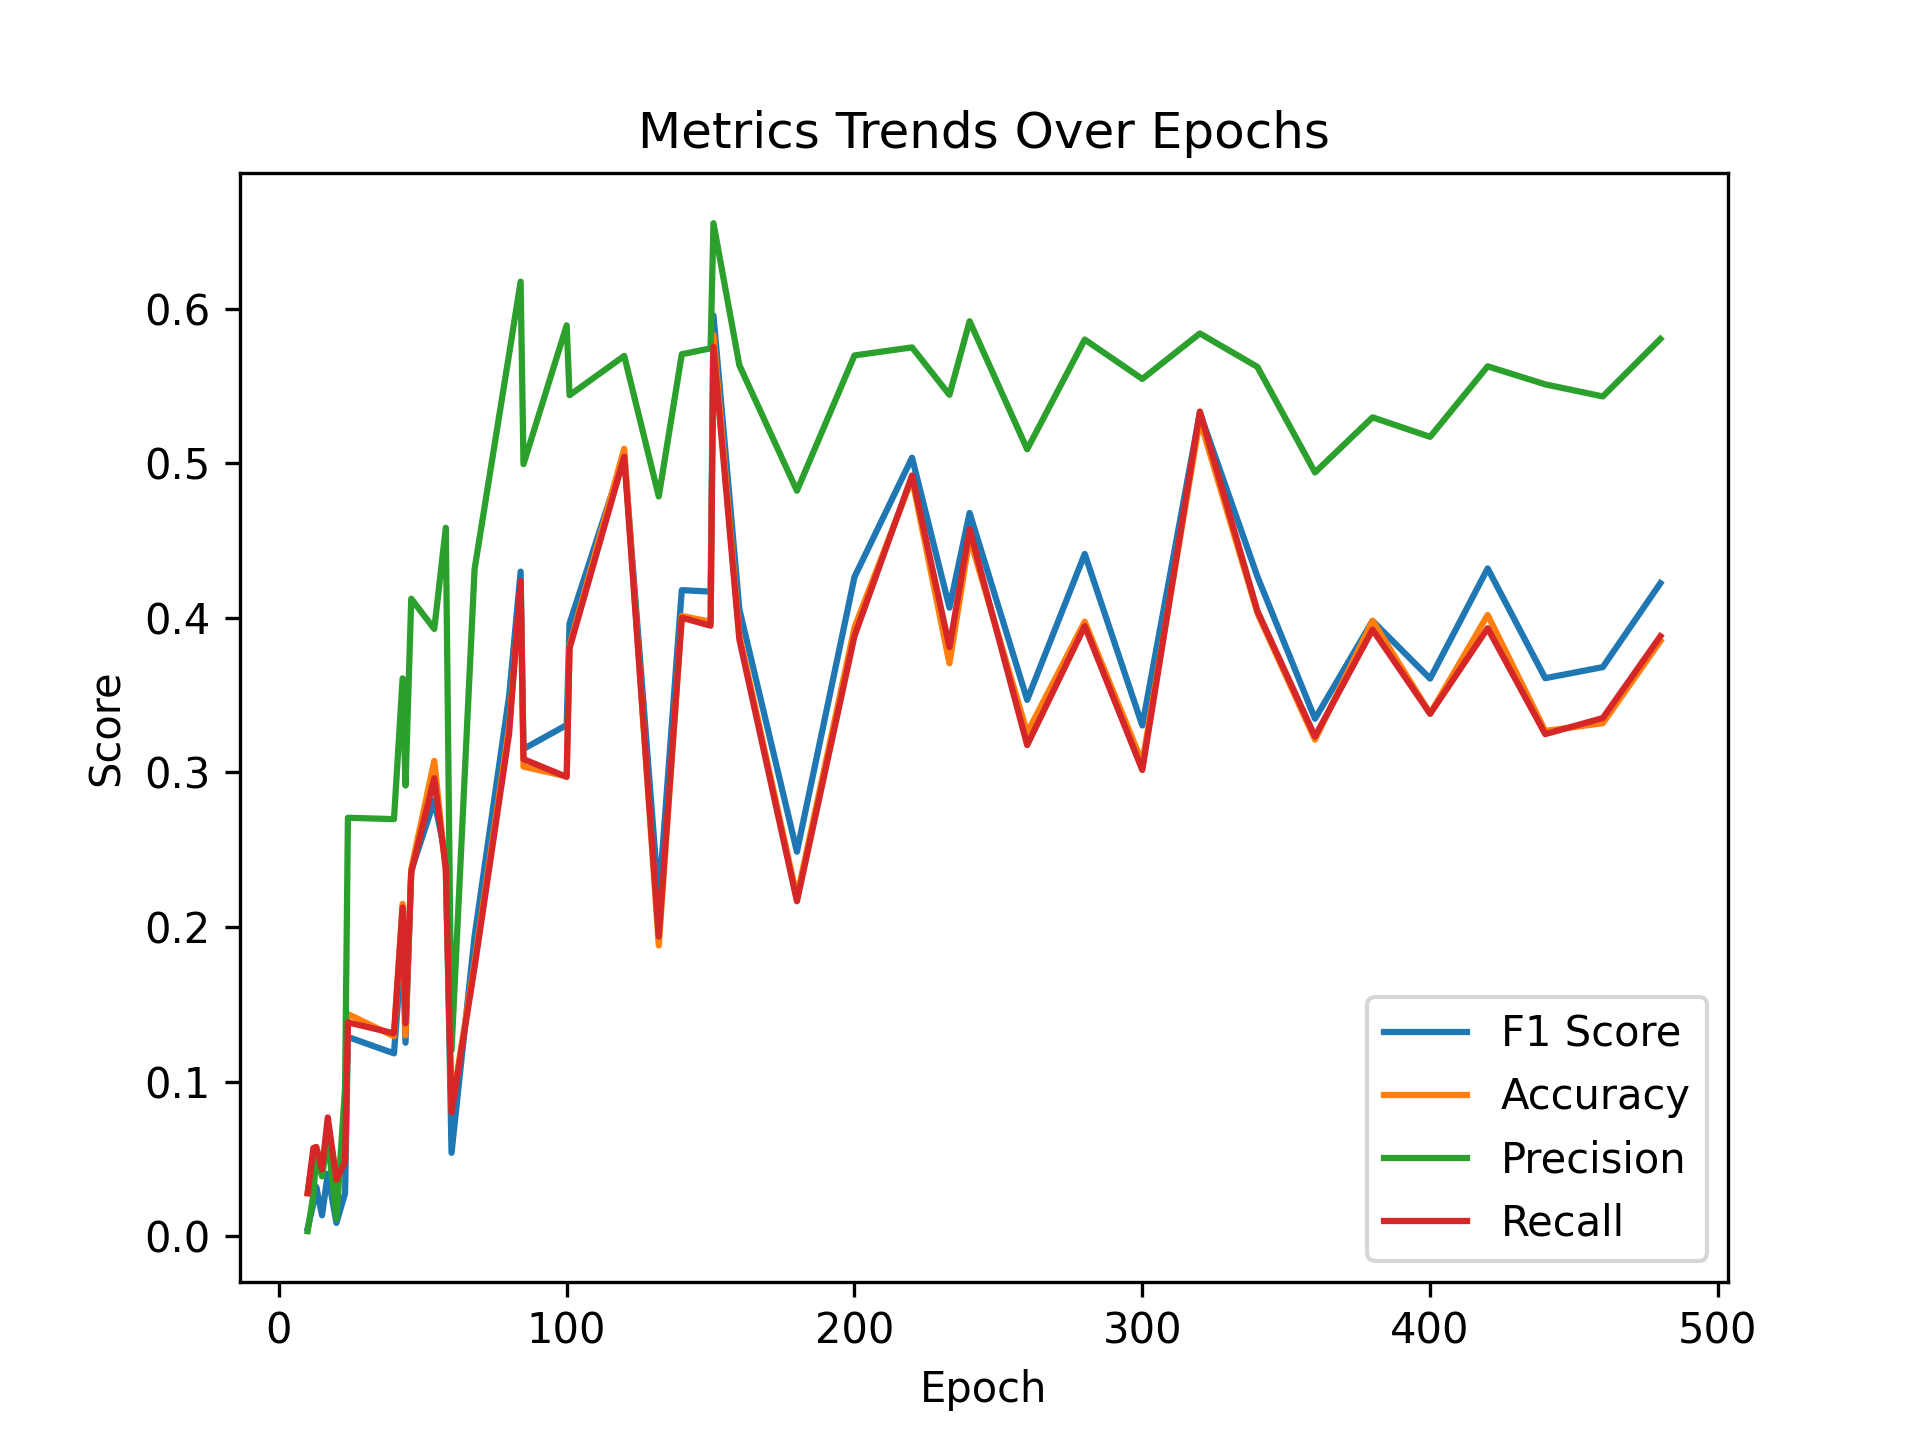 Metrics Trends Over Epochs
Score
0.6
0.5
0.4
0.3
0.2
0.1
0.0
0 100 200 300 400 500
Epoch
F1 Score
Accuracy
Precision
Recall